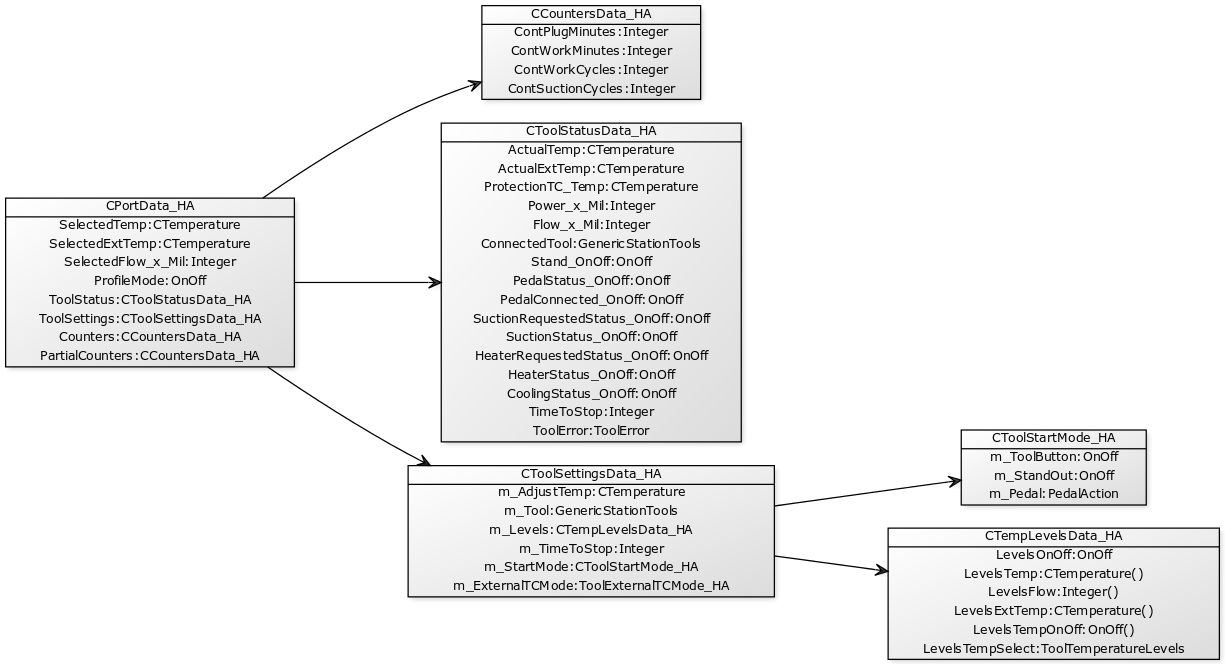 CCountersData_HA
ContPlugMinutes:Integer
ContWorkMinutes:Integer
ContWorkCycles:Integer
ContSuctionCycles:Integer
CToolStatusData_HA
ActualTemp:CTemperature
ActualExtTemp:CTemperature
ProtectionTC_Temp:CTemperature
Power_x_Mil:Integer
Flow_x_Mil:Integer
ConnectedTool:GenericStationTools
Stand_OnOff:OnOff
PedalStatus_OnOff:OnOff
PedalConnected_OnOff:OnOff
SuctionRequestedStatus_OnOff:OnOff
SuctionStatus_OnOff:OnOff
HeaterRequestedStatus_OnOff:OnOff
HeaterStatus_OnOff:OnOff
CoolingStatus_OnOff:OnOff
TimeToStop:Integer
ToolError:ToolError
CPortData_HA
SelectedTemp:CTemperature
SelectedExtTemp:CTemperature
SelectedFlow_x_Mil:Integer
ProfileMode:OnOff
ToolStatus:CToolStatusData_HA
ToolSettings:CToolSettingsData_HA
Counters:CCountersData_HA
PartialCounters:CCountersData_HA
CToolSettingsData_HA
m_AdjustTemp:CTemperature
m_Tool:GenericStationTools
m_Levels:CTempLevelsData_HA
m_TimeToStop:Integer
m_StartMode:CToolStartMode_HA
m_ExternalTCMode:ToolExternalTCMode_HA
CToolStartMode_HA
m_ToolButton:OnOff
m_StandOut:OnOff
m_Pedal:PedalAction
CTempLevelsData_HA
LevelsOnOff:OnOff
LevelsTemp:CTemperature()
LevelsFlow:Integer()
LevelsExtTemp:CTemperature()
LevelsTempOnOff:OnOff()
LevelsTempSelect:ToolTemperatureLevels